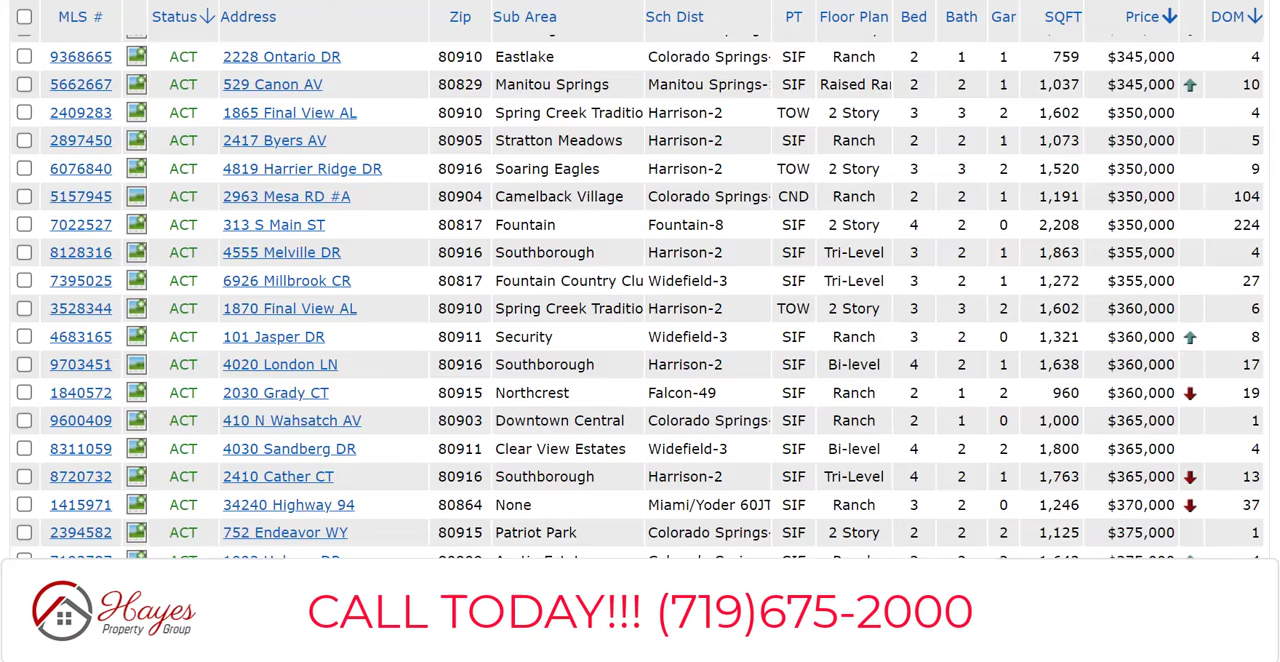 MLS # Status Address Zip Sub Area Sch Dist PT Floor Plan Bed Bath Gar SQFT Price DOM
9368665 ACT 2228 Ontario DR 80910 Eastlake Colorado Springs- SIF Ranch 2 1 1 759 $345,000 4
5662667 ACT 529 Canon AV 80829 Manitou Springs Manitou Springs- SIF Raised Rar 2 2 1 1,037 $345,000 10
2409283 ACT 1865 Final View AL 80910 Spring Creek Traditio Harrison-2 TOW 2 Story 3 3 2 1,602 $350,000 4
2897450 ACT 2417 Byers AV 80905 Stratton Meadows Harrison-2 SIF Ranch 2 2 1 1,073 $350,000 5
6076840 ACT 4819 Harrier Ridge DR 80916 Soaring Eagles Harrison-2 TOW 2 Story 3 3 2 1,520 $350,000 9
5157945 ACT 2963 Mesa RD #A 80904 Camelback Village Colorado Springs- CND Ranch 2 2 1 1,191 $350,000 104
7022527 ACT 313 S Main ST 80817 Fountain Fountain-8 SIF 2 Story 4 2 0 2,208 $350,000 224
8128316 ACT 4555 Melville DR 80916 Southborough Harrison-2 SIF Tri-Level 3 2 1 1,863 $355,000 4
7395025 ACT 6926 Millbrook CR 80817 Fountain Country Clu Widefield-3 SIF Tri-Level 3 2 1 1,272 $355,000 27
3528344 ACT 1870 Final View AL 80910 Spring Creek Traditio Harrison-2 TOW 2 Story 3 3 2 1,602 $360,000 6
4683165 ACT 101 Jasper DR 80911 Security Widefield-3 SIF Ranch 3 2 0 1,321 $360,000 8
9703451 ACT 4020 London LN 80916 Southborough Harrison-2 SIF Bi-level 4 2 1 1,638 $360,000 17
1840572 ACT 2030 Grady CT 80915 Northcrest Falcon-49 SIF Ranch 2 1 2 960 $360,000 19
9600409 ACT 410 N Wahsatch AV 80903 Downtown Central Colorado Springs- SIF Ranch 2 1 0 1,000 $365,000 1
8311059 ACT 4030 Sandberg DR 80911 Clear View Estates Widefield-3 SIF Bi-level 4 2 2 1,800 $365,000 4
8720732 ACT 2410 Cather CT 80916 Southborough Harrison-2 SIF Tri-Level 4 2 1 1,763 $365,000 13
1415971 ACT 34240 Highway 94 80864 None Miami/Yoder 60JT SIF Ranch 3 2 0 1,246 $370,000 37
2394582 ACT 752 Endeavor WY 80915 Patriot Park Colorado Springs- SIF 2 Story 2 2 2 1,125 $375,000 1
Hayes
Property Group
CALL TODAY!!! (719)675-2000